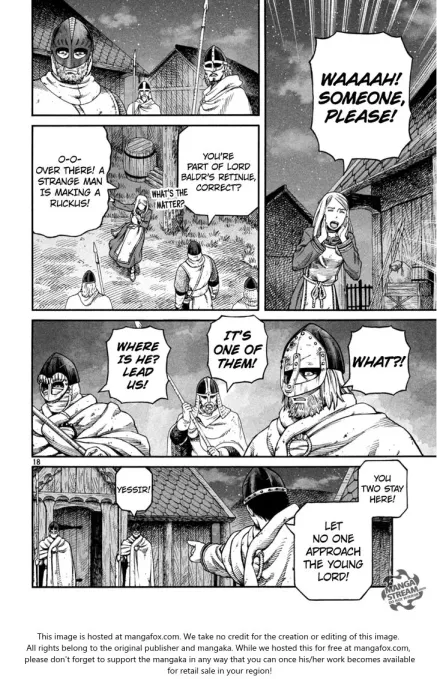 WAAAAH!
SOMEONE,
PLEASE!
YOU'RE
PART OF LORD
BALDR'S RETINUE,
CORRECT?
WHAT'S THE
MATTER?
O-O-
OVER THERE! A
STRANGE MAN
IS MAKING A
RUCKUS!
WHAT?!
IT'S
ONE OF
THEM!
WHERE
IS HE?
LEAD
US!
18
YOU
TWO STAY
HERE!
LET
NO ONE
APPROACH
THE YOUNG
LORD!
YESSIR!
MANGA
STREAM
This image is hosted at mangafox.com. We take no credit for the creation or editing of this image.
All rights belong to the original publisher and mangaka. While we hosted this for free at mangafox.com,
please don't forget to support the mangaka in any way that you can once his/her work becomes available
for retail sale in your region!